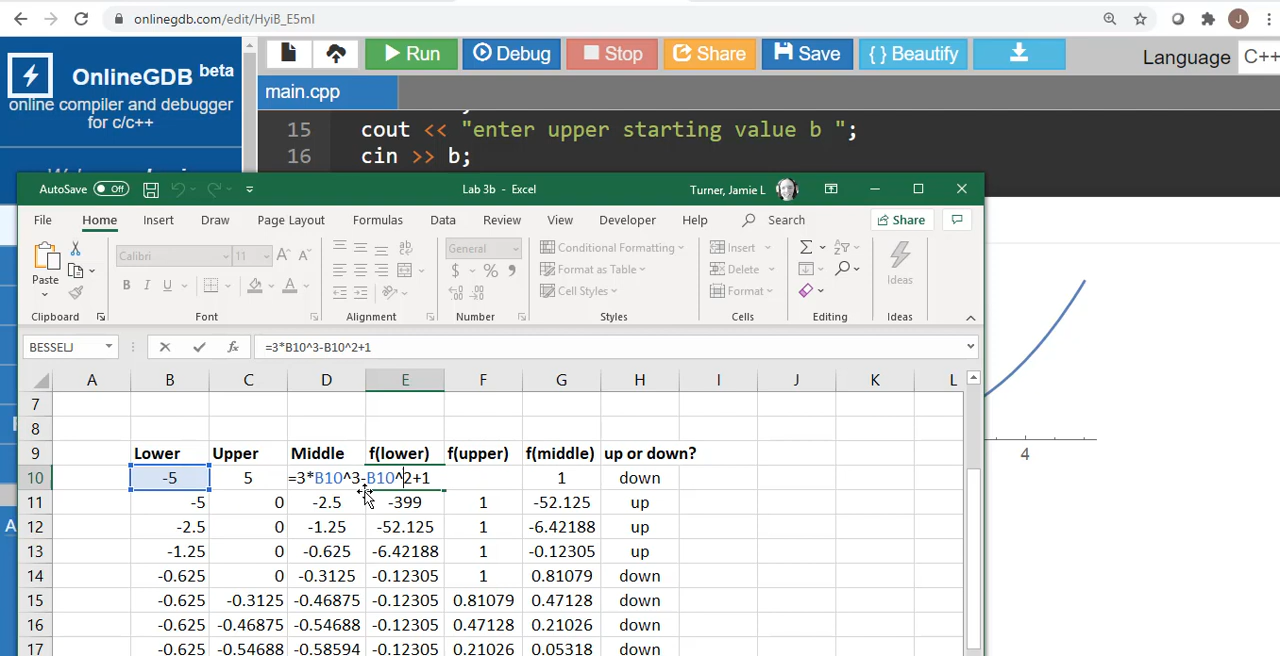 onlinegdb.com/edit/HyiB_E5mI
J
OnlineGDB beta
online compiler and debugger
for c/c++
Run Debug Stop Share Save { } Beautify
Language C++
main.cpp
15 cout << "enter upper starting value b ";
16 cin >> b;
AutoSave Off
Lab 3b - Excel
Turner, Jamie L
File Home Insert Draw Page Layout Formulas Data Review View Developer Help Search Share
Paste
Calibri 11
B I U
ab
General
$ % 9
Conditional Formatting
Format as Table
Cell Styles
Insert
Delete
Format
Ideas
Clipboard Font Alignment Number Styles Cells Editing Ideas
BESSELJ fx =3*B10^3-B10^2+1
A B C D E F G H I J K L
7
8
9 Lower Upper Middle f(lower) f(upper) f(middle) up or down?
10 -5 5 =3*B10^3-B10^2+1 1 down
11 -5 0 -2.5 -399 1 -52.125 up
12 -2.5 0 -1.25 -52.125 1 -6.42188 up
13 -1.25 0 -0.625 -6.42188 1 -0.12305 up
14 -0.625 0 -0.3125 -0.12305 1 0.81079 down
15 -0.625 -0.3125 -0.46875 -0.12305 0.81079 0.47128 down
16 -0.625 -0.46875 -0.54688 -0.12305 0.47128 0.21026 down
17 -0.625 -0.54688 -0.58594 -0.12305 0.21026 0.05318 down
4